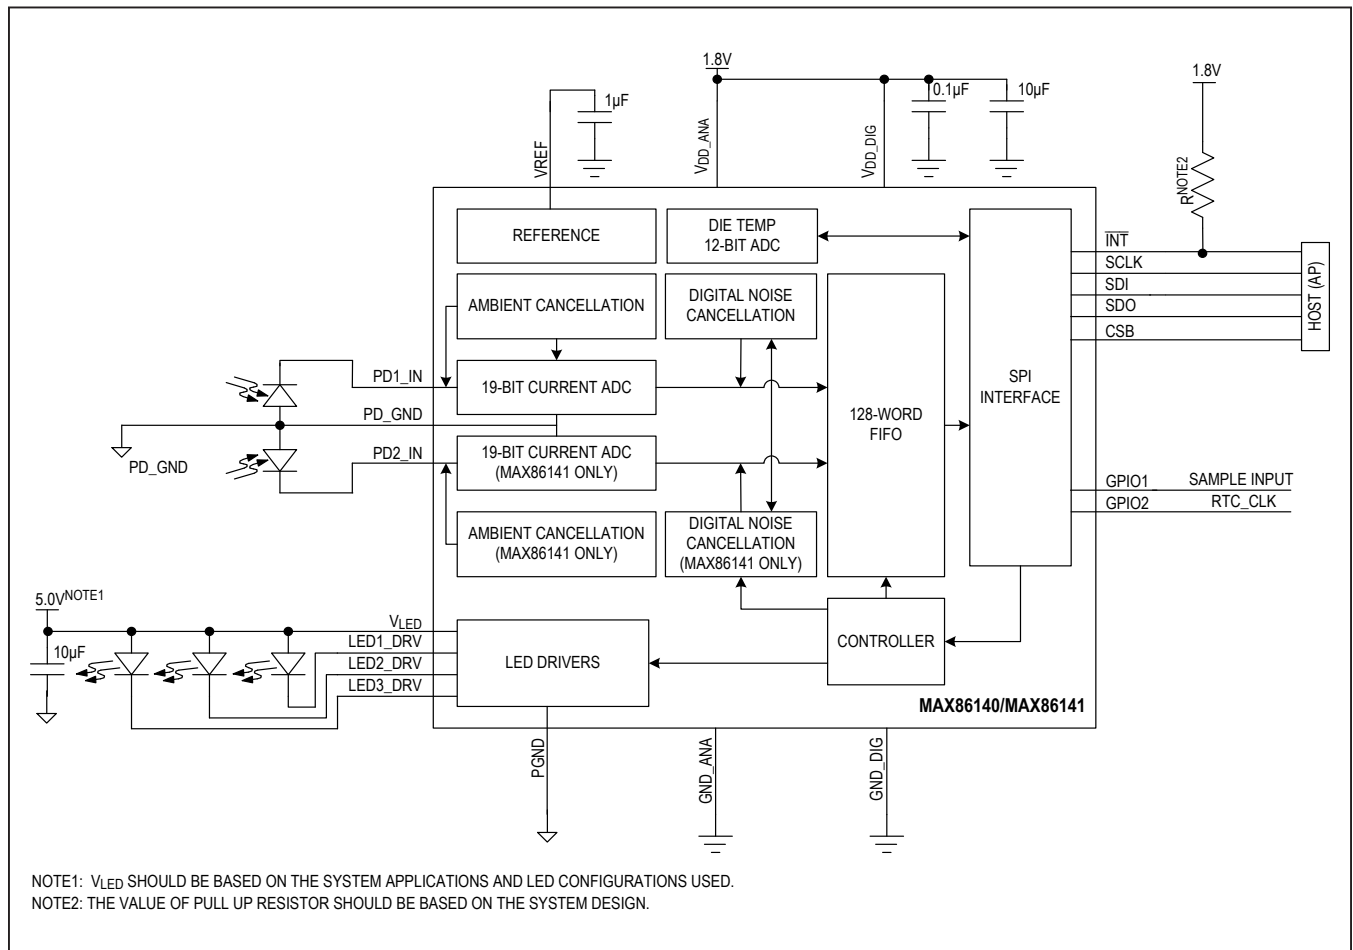 1.8V
1.8V
1µF
0.1µF
10µF
VREF
VDD_ANA
VDD_DIG
RNOTE2
REFERENCE
DIE TEMP
12-BIT ADC
INT
SCLK
SDI
SDO
CSB
HOST (AP)
AMBIENT CANCELLATION
DIGITAL NOISE
CANCELLATION
SPI
INTERFACE
PD1_IN
19-BIT CURRENT ADC
128-WORD
FIFO
PD_GND
PD_GND
PD2_IN
19-BIT CURRENT ADC
(MAX86141 ONLY)
GPIO1
SAMPLE INPUT
GPIO2
RTC_CLK
AMBIENT CANCELLATION
(MAX86141 ONLY)
DIGITAL NOISE
CANCELLATION
(MAX86141 ONLY)
5.0VNOTE1
10µF
VLED
LED1_DRV
LED2_DRV
LED3_DRV
LED DRIVERS
CONTROLLER
MAX86140/MAX86141
PGND
GND_ANA
GND_DIG
NOTE1: VLED SHOULD BE BASED ON THE SYSTEM APPLICATIONS AND LED CONFIGURATIONS USED.
NOTE2: THE VALUE OF PULL UP RESISTOR SHOULD BE BASED ON THE SYSTEM DESIGN.